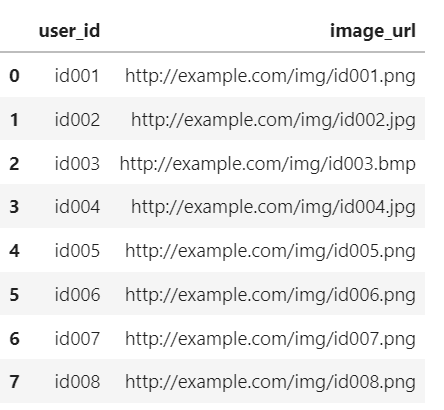 user_id image_url
0 id001 http://example.com/img/id001.png
1 id002 http://example.com/img/id002.jpg
2 id003 http://example.com/img/id003.bmp
3 id004 http://example.com/img/id004.jpg
4 id005 http://example.com/img/id005.png
5 id006 http://example.com/img/id006.png
6 id007 http://example.com/img/id007.png
7 id008 http://example.com/img/id008.png